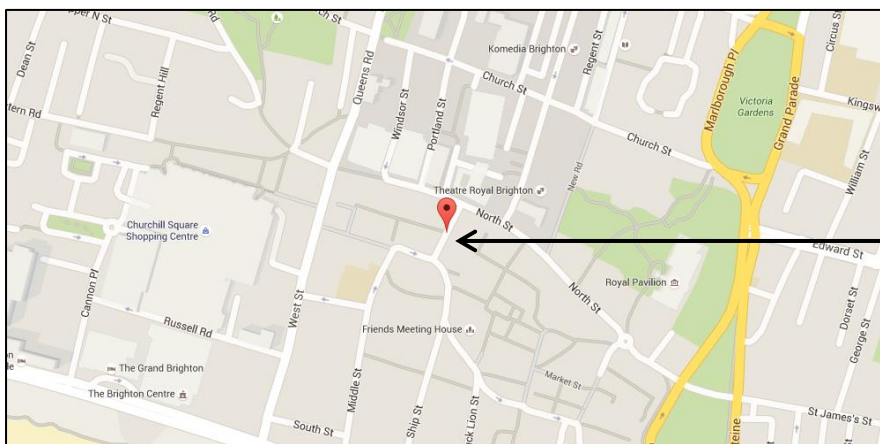 Dean St
Regent Hill
Queens Rd
Windsor St
Portland St
Komedia Brighton
Regent St
Church St
Church St
Marlborough Pl
Victoria
Gardens
Grand Parade
Circus St
William St
Theatre Royal Brighton
New Rd
North St
Churchill Square
Shopping Centre
Edward St
Cannon Pl
West St
Royal Pavilion
North St
Dorset St
George St
Russell Rd
Friends Meeting House
The Grand Brighton
The Brighton Centre
Middle St
Ship St
Market St
South St
St James's St